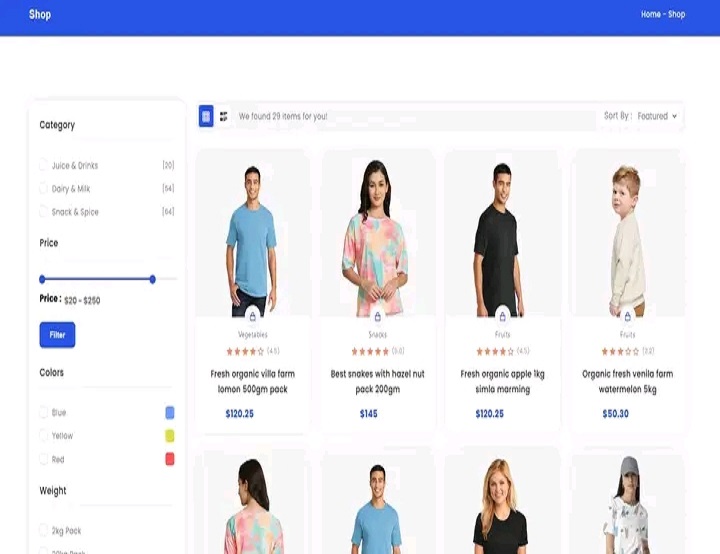 Shop
Home - Shop
Category
Juice & Drinks [20]
Dairy & Milk [54]
Snack & Spice [64]
Price
Price : $20 - $250
Filter
Colors
Blue
Yellow
Red
Weight
2kg Pack
20kg Pack
We found 29 items for you!
Sort By : Featured
Vegetables
(4.5)
Fresh organic villa farm
lomon 500gm pack
$120.25
Snacks
(5.0)
Best snakes with hazel nut
pack 200gm
$145
Fruits
(4.5)
Fresh organic apple 1kg
simla marming
$120.25
Fruits
(3.2)
Organic fresh venila farm
watermelon 5kg
$50.30